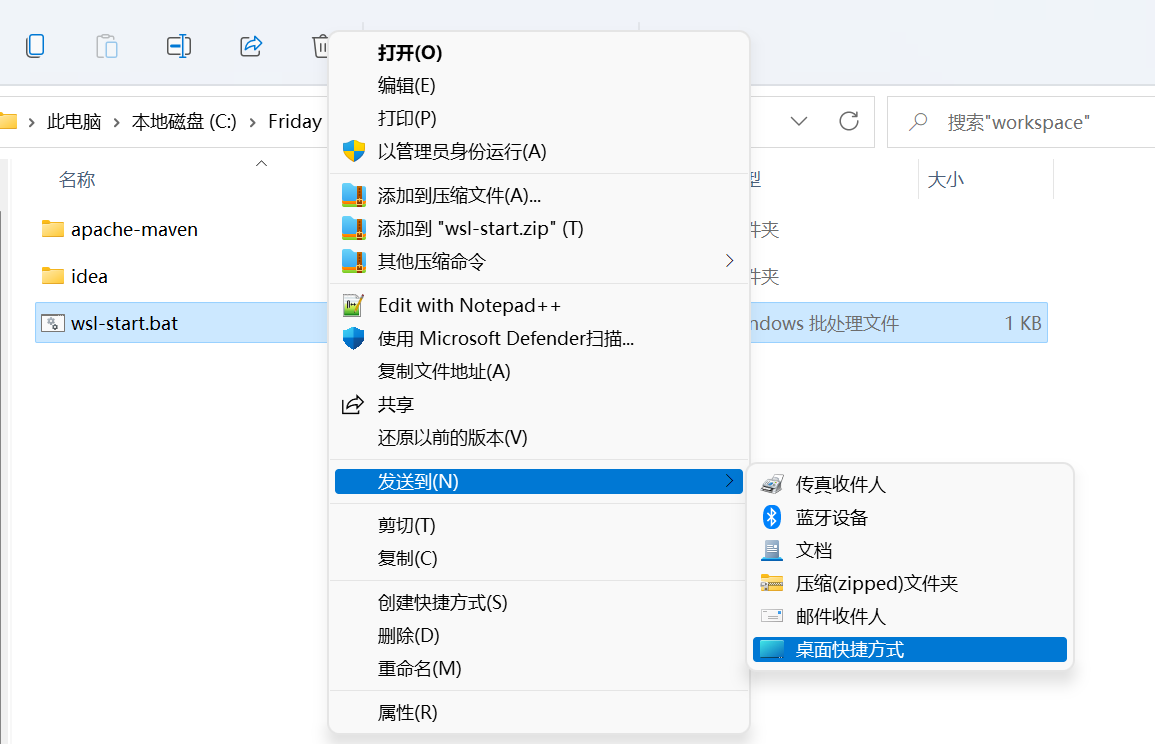 打开(O)
编辑(E)
打印(P)
此电脑 › 本地磁盘 (C:) › Friday
搜索"workspace"
以管理员身份运行(A)
名称
型
大小
添加到压缩文件(A)...
apache-maven
添加到 "wsl-start.zip" (T)
件夹
其他压缩命令
idea
件夹
Edit with Notepad++
wsl-start.bat
ndows 批处理文件
1 KB
使用 Microsoft Defender扫描...
复制文件地址(A)
共享
还原以前的版本(V)
发送到(N)
传真收件人
蓝牙设备
文档
压缩(zipped)文件夹
邮件收件人
桌面快捷方式
剪切(T)
复制(C)
创建快捷方式(S)
删除(D)
重命名(M)
属性(R)